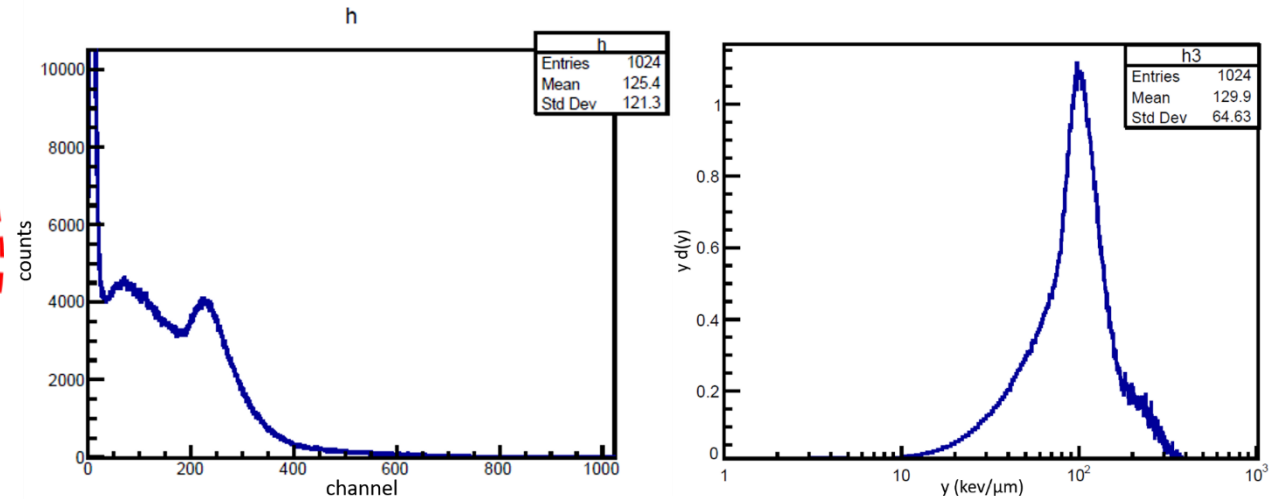 h
h
Entries 1024
Mean 125.4
Std Dev 121.3
10000
8000
6000
4000
2000
0
counts
0 200 400 600 800 1000
channel
h3
Entries 1024
Mean 129.9
Std Dev 64.63
1
0.8
0.6
0.4
0.2
0
y d(y)
1 10 10² 10³
y (kev/μm)